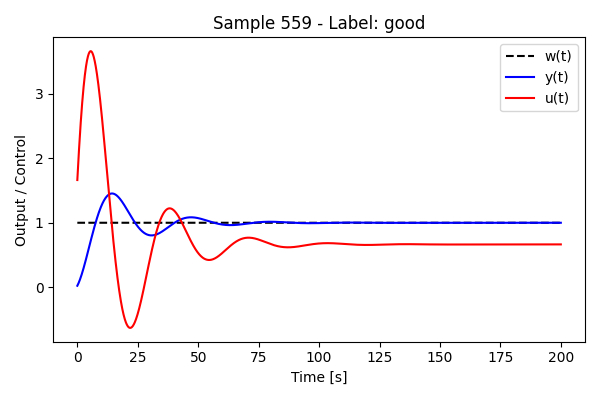 Sample 559 - Label: good
w(t)
y(t)
u(t)
Output / Control
3
2
1
0
0 25 50 75 100 125 150 175 200
Time [s]